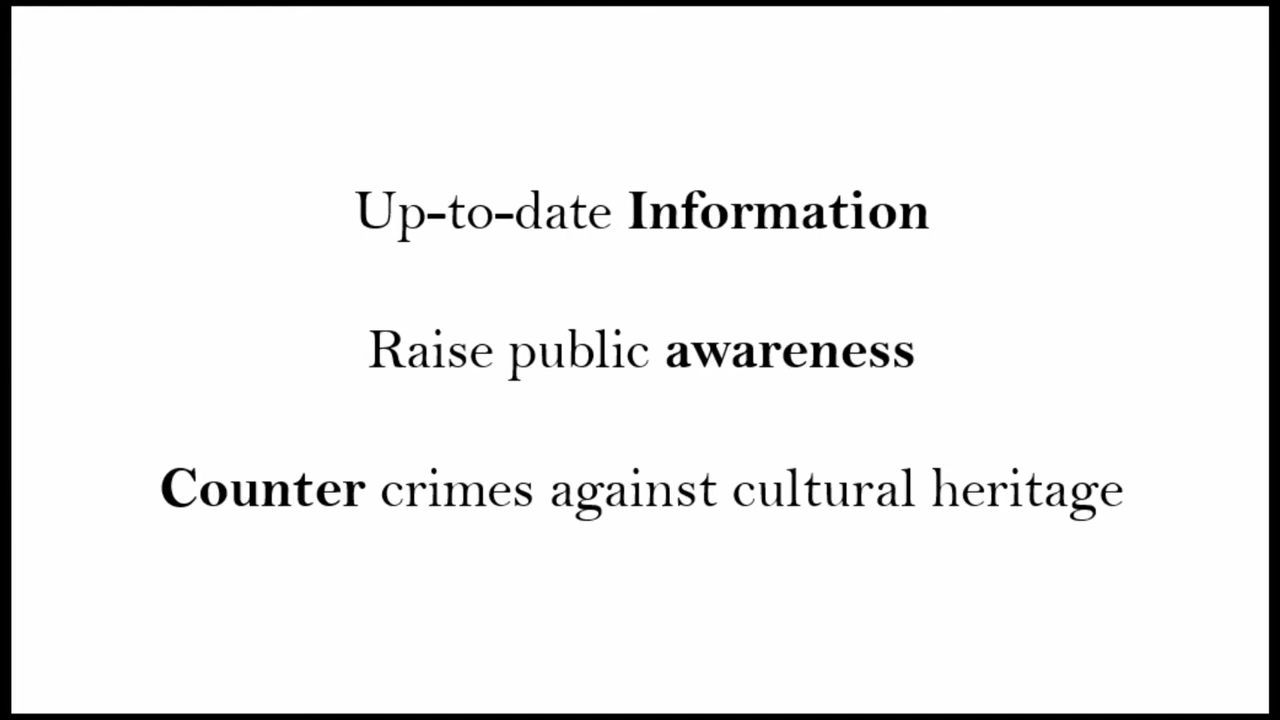 Up-to-date Information
Raise public awareness
Counter crimes against cultural heritage